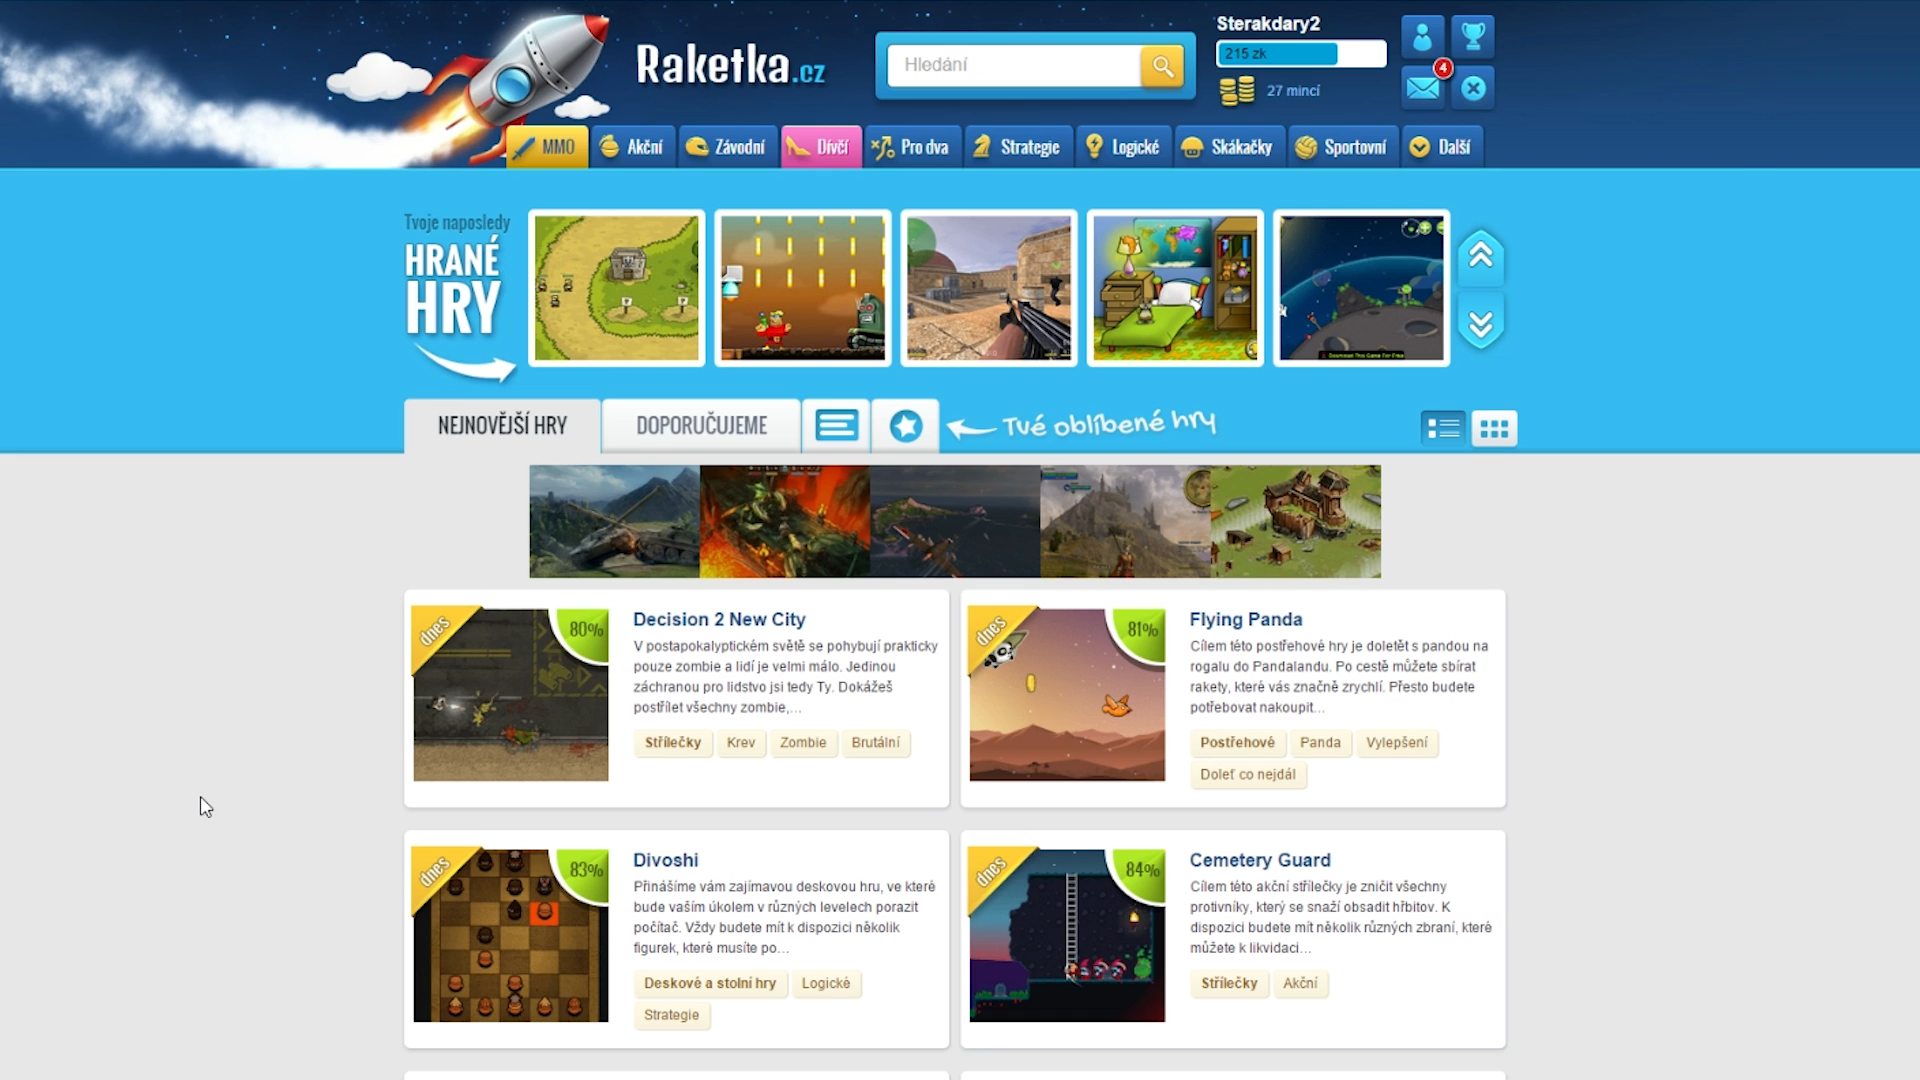 Raketka.cz
Hledání
Sterakdary2
215 zk
27 mincí
4
MMO
Akční
Závodní
Dívčí
Pro dva
Strategie
Logické
Skákačky
Sportovní
Další
Tvoje naposledy
HRANÉ
HRY
Download This Game For Free
NEJNOVĚJŠÍ HRY
DOPORUČUJEME
Tvé oblíbené hry
dnes
80%
Decision 2 New City
V postapokalyptickém světě se pohybují prakticky
pouze zombie a lidí je velmi málo. Jedinou
záchranou pro lidstvo jsi tedy Ty. Dokážeš
postřílet všechny zombie,...
Střílečky
Krev
Zombie
Brutální
dnes
81%
Flying Panda
Cílem této postřehové hry je doletět s pandou na
rogalu do Pandalandu. Po cestě můžete sbírat
rakety, které vás značně zrychlí. Přesto budete
potřebovat nakoupit...
Postřehové
Panda
Vylepšení
Doleť co nejdál
dnes
83%
Divoshi
Přinášíme vám zajímavou deskovou hru, ve které
bude vaším úkolem v různých levelech porazit
počítač. Vždy budete mít k dispozici několik
figurek, které musíte po...
Deskové a stolní hry
Logické
Strategie
dnes
84%
Cemetery Guard
Cílem této akční střílečky je zničit všechny
protivníky, který se snaží obsadit hřbitov. K
dispozici budete mít několik různých zbraní, které
můžete k likvidaci...
Střílečky
Akční